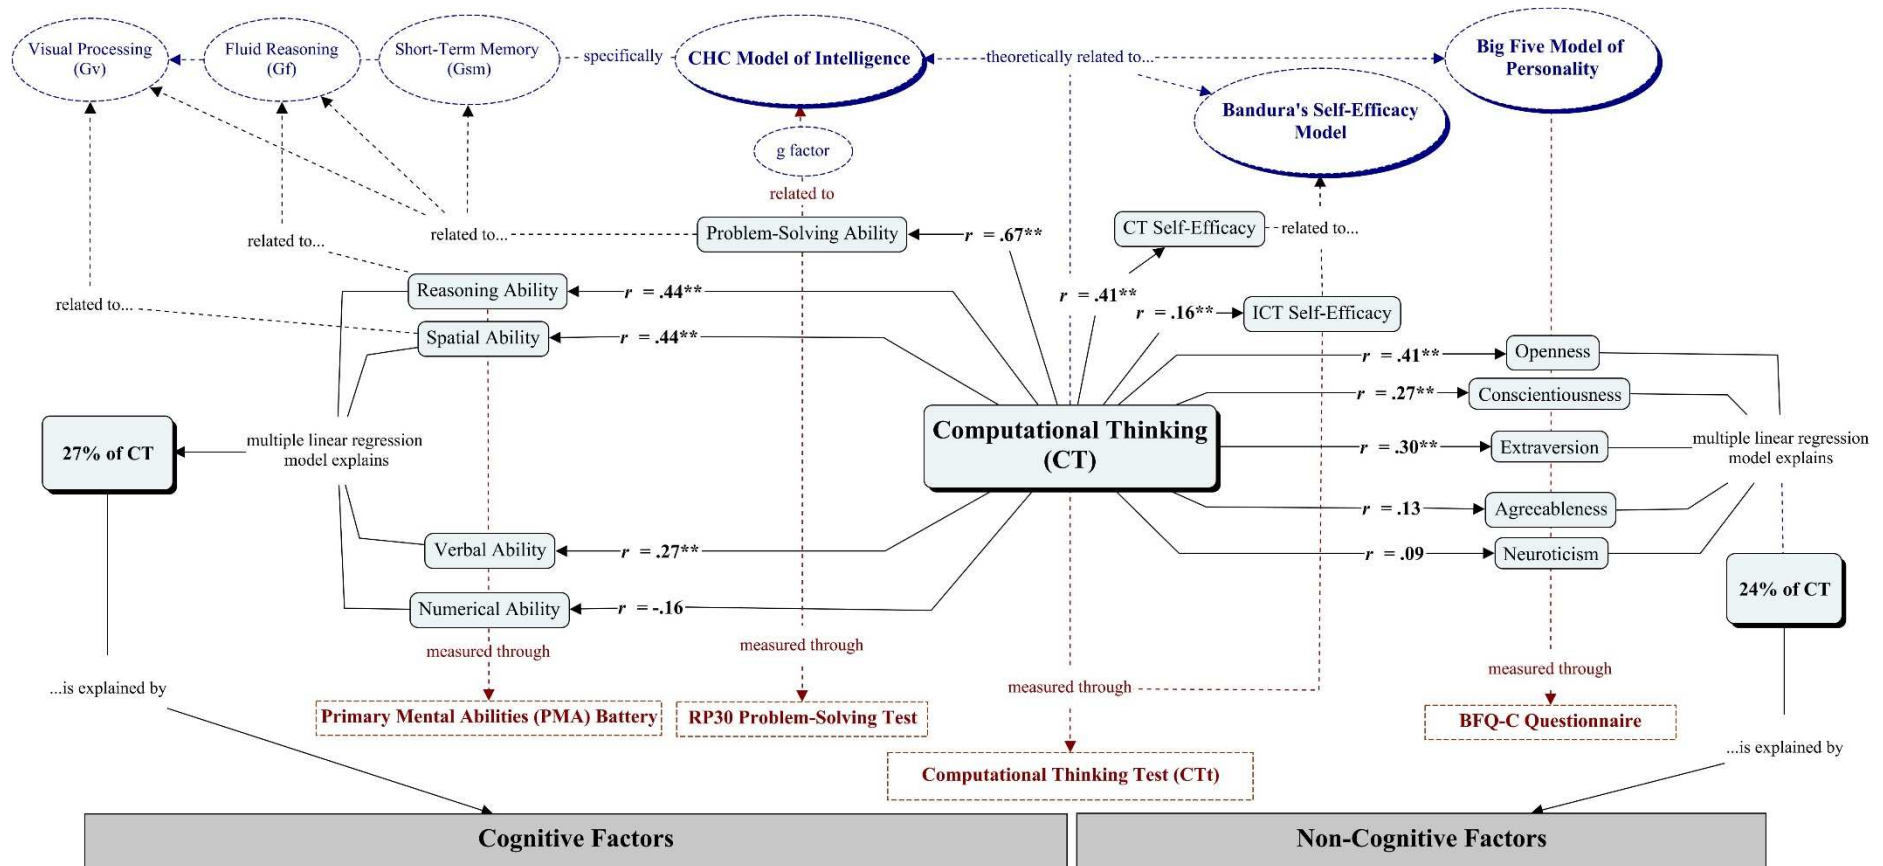 Visual Processing
(Gv)
Fluid Reasoning
(Gf)
Short-Term Memory
(Gsm)
specifically
CHC Model of Intelligence
theoretically related to...
Big Five Model of
Personality
Bandura's Self-Efficacy
Model
g factor
related to
Problem-Solving Ability
r = .67**
CT Self-Efficacy
related to...
related to...
related to...
related to...
Reasoning Ability
r = .44**
r = .41**
r = .16**
ICT Self-Efficacy
Spatial Ability
r = .44**
r = .41**
Openness
r = .27**
Conscientiousness
27% of CT
multiple linear regression
model explains
Computational Thinking
(CT)
r = .30**
Extraversion
multiple linear regression
model explains
r = .13
Agreeableness
Verbal Ability
r = .27**
r = .09
Neuroticism
24% of CT
Numerical Ability
r = -.16
measured through
measured through
measured through
measured through
...is explained by
Primary Mental Abilities (PMA) Battery
RP30 Problem-Solving Test
BFQ-C Questionnaire
...is explained by
Computational Thinking Test (CTt)
Cognitive Factors
Non-Cognitive Factors